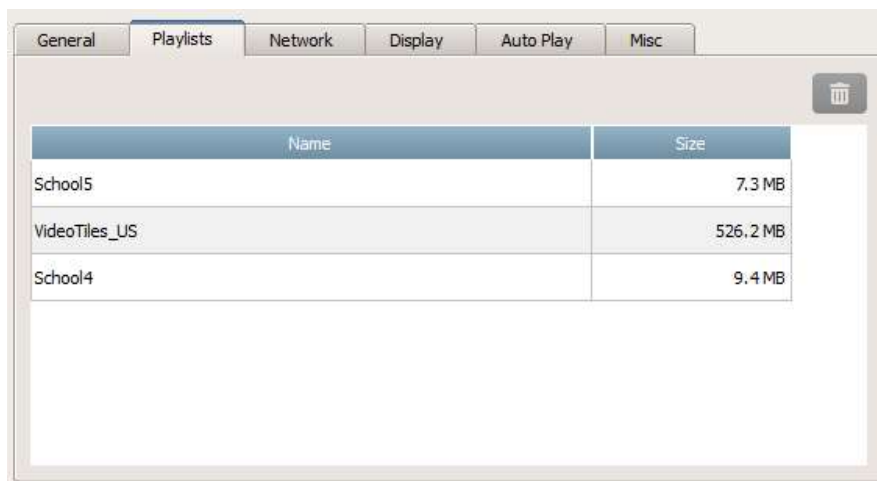 General Playlists Network Display Auto Play Misc
Name Size
School5 7.3 MB
VideoTiles_US 526.2 MB
School4 9.4 MB